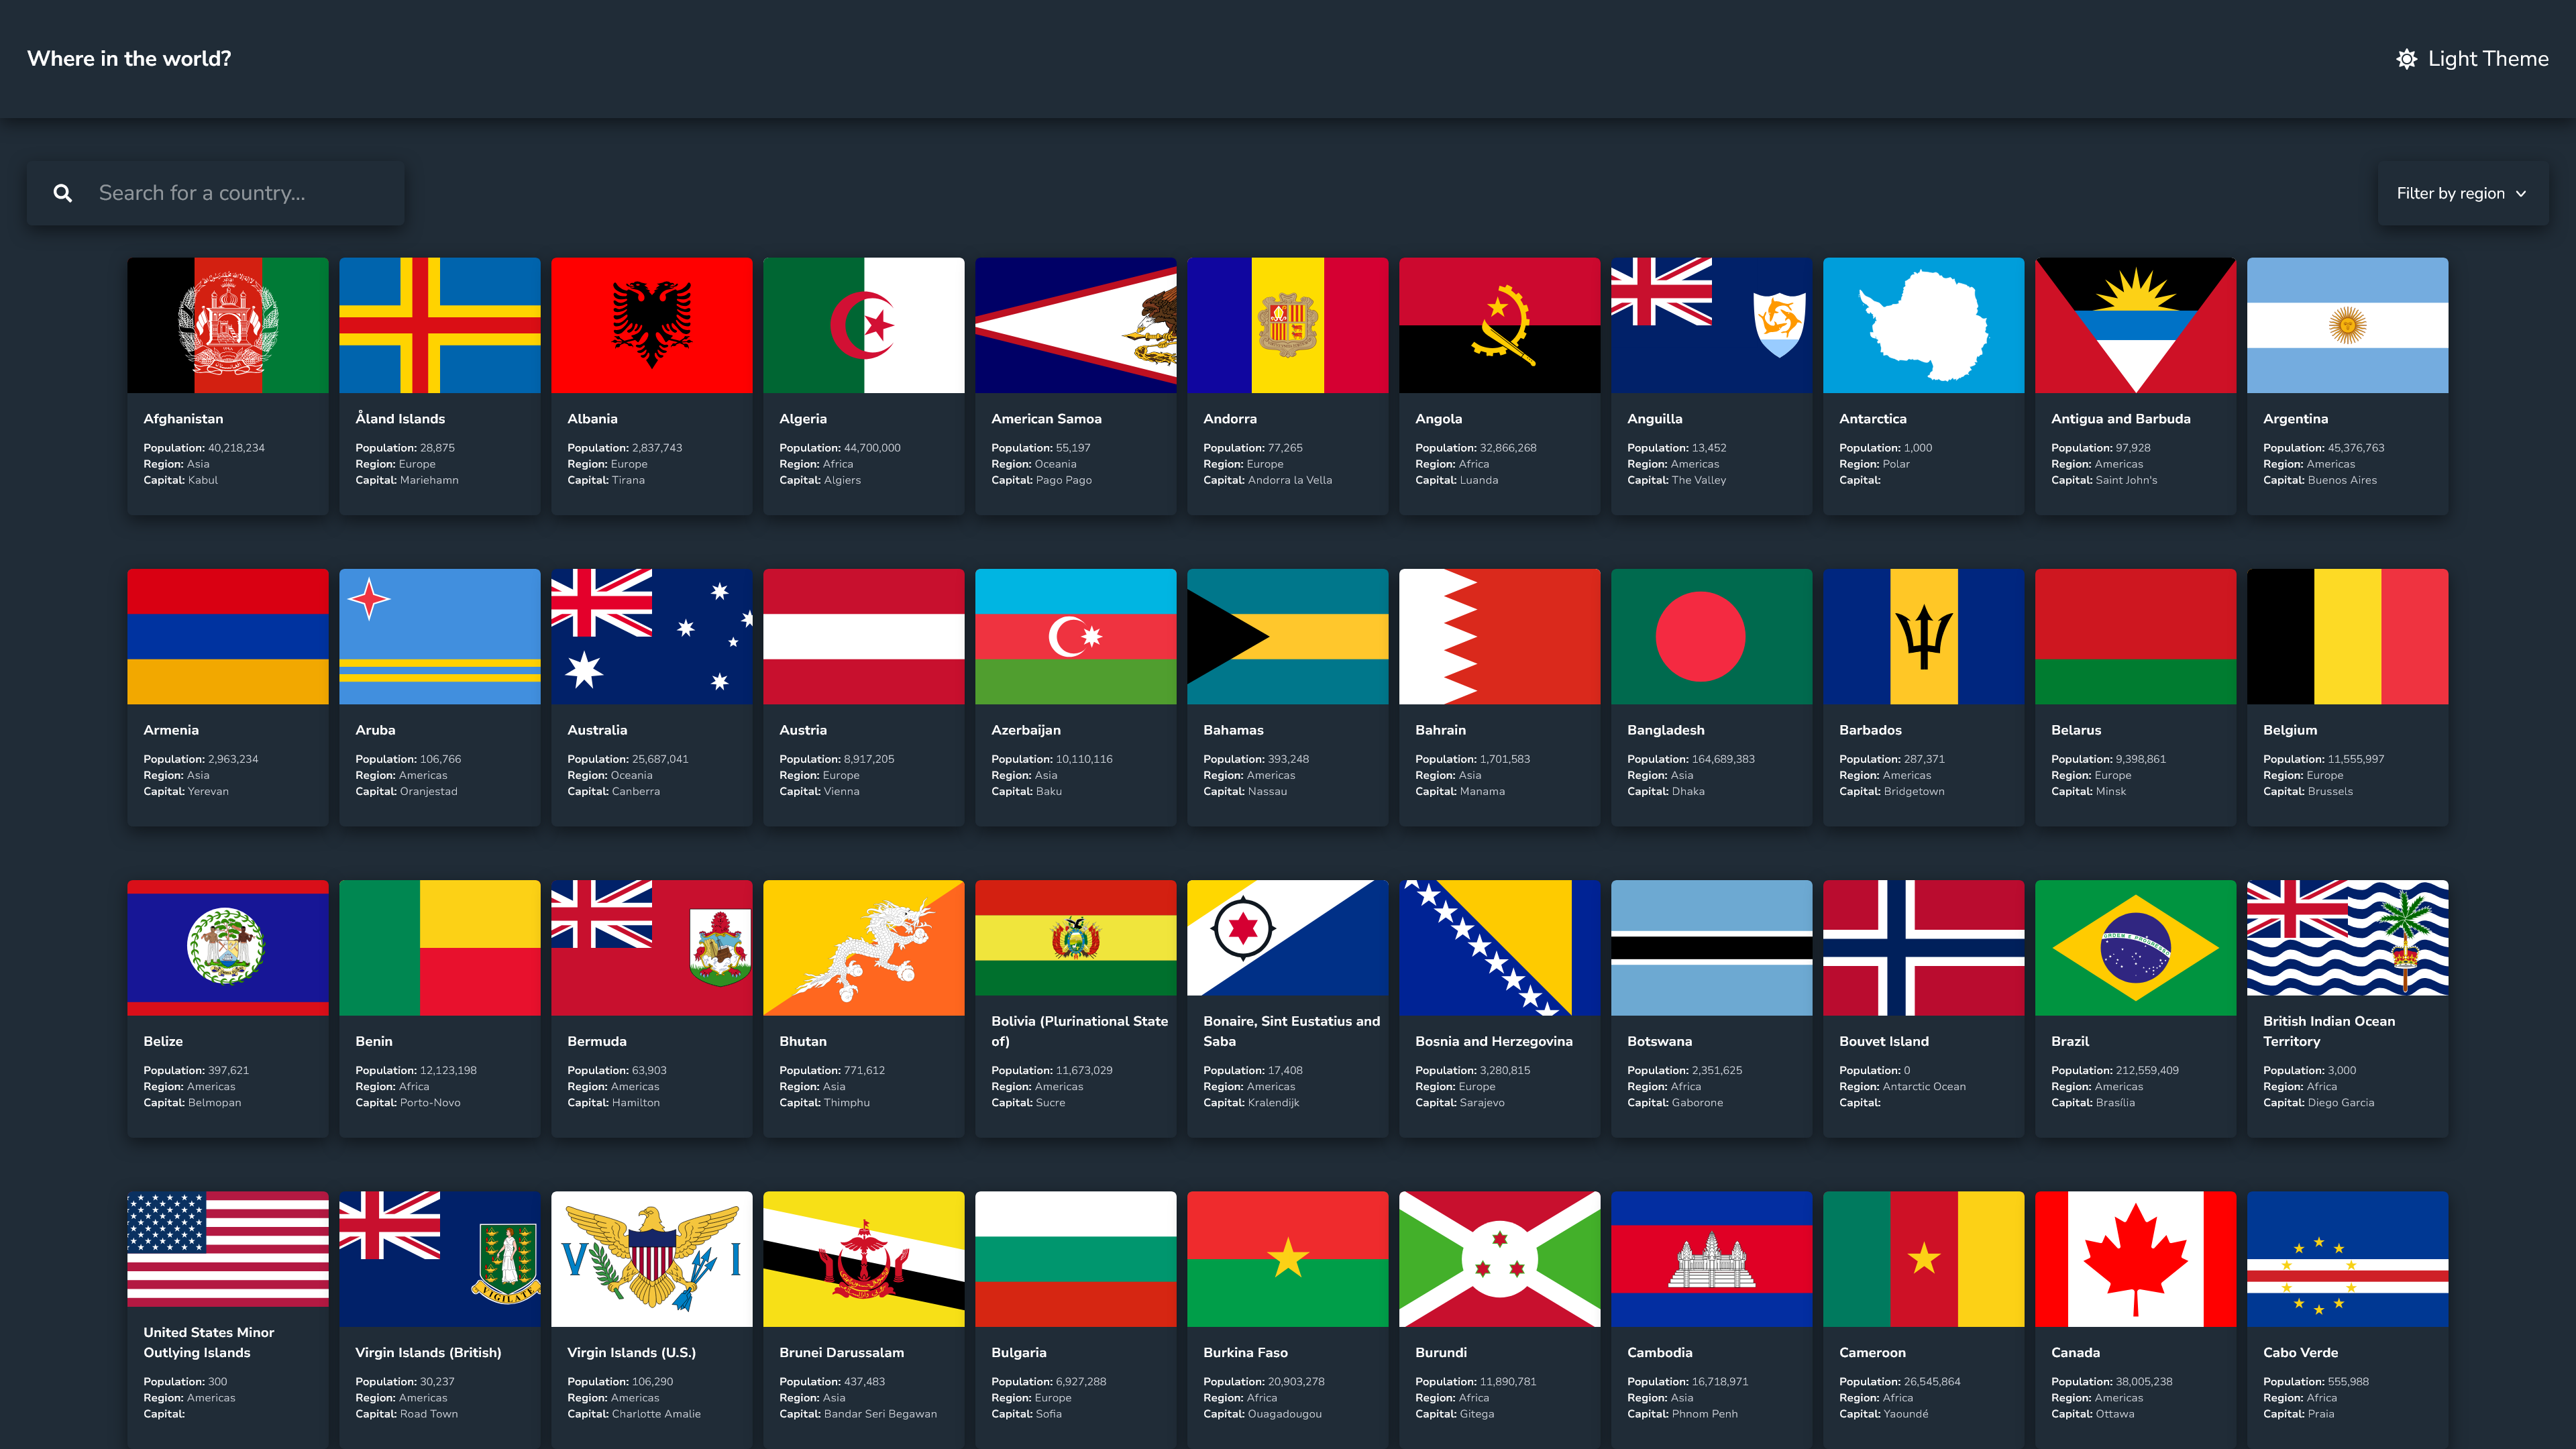 Where in the world?
Light Theme
Search for a country...
Filter by region
Afghanistan
Population: 40,218,234
Region: Asia
Capital: Kabul
Åland Islands
Population: 28,875
Region: Europe
Capital: Mariehamn
Albania
Population: 2,837,743
Region: Europe
Capital: Tirana
Algeria
Population: 44,700,000
Region: Africa
Capital: Algiers
American Samoa
Population: 55,197
Region: Oceania
Capital: Pago Pago
Andorra
Population: 77,265
Region: Europe
Capital: Andorra la Vella
Angola
Population: 32,866,268
Region: Africa
Capital: Luanda
Anguilla
Population: 13,452
Region: Americas
Capital: The Valley
Antarctica
Population: 1,000
Region: Polar
Capital:
Antigua and Barbuda
Population: 97,928
Region: Americas
Capital: Saint John's
Argentina
Population: 45,376,763
Region: Americas
Capital: Buenos Aires
Armenia
Population: 2,963,234
Region: Asia
Capital: Yerevan
Aruba
Population: 106,766
Region: Americas
Capital: Oranjestad
Australia
Population: 25,687,041
Region: Oceania
Capital: Canberra
Austria
Population: 8,917,205
Region: Europe
Capital: Vienna
Azerbaijan
Population: 10,110,116
Region: Asia
Capital: Baku
Bahamas
Population: 393,248
Region: Americas
Capital: Nassau
Bahrain
Population: 1,701,583
Region: Asia
Capital: Manama
Bangladesh
Population: 164,689,383
Region: Asia
Capital: Dhaka
Barbados
Population: 287,371
Region: Americas
Capital: Bridgetown
Belarus
Population: 9,398,861
Region: Europe
Capital: Minsk
Belgium
Population: 11,555,997
Region: Europe
Capital: Brussels
Belize
Population: 397,621
Region: Americas
Capital: Belmopan
Benin
Population: 12,123,198
Region: Africa
Capital: Porto-Novo
Bermuda
Population: 63,903
Region: Americas
Capital: Hamilton
Bhutan
Population: 771,612
Region: Asia
Capital: Thimphu
Bolivia (Plurinational State
of)
Population: 11,673,029
Region: Americas
Capital: Sucre
Bonaire, Sint Eustatius and
Saba
Population: 17,408
Region: Americas
Capital: Kralendijk
Bosnia and Herzegovina
Population: 3,280,815
Region: Europe
Capital: Sarajevo
Botswana
Population: 2,351,625
Region: Africa
Capital: Gaborone
Bouvet Island
Population: 0
Region: Antarctic Ocean
Capital:
Brazil
Population: 212,559,409
Region: Americas
Capital: Brasília
British Indian Ocean
Territory
Population: 3,000
Region: Africa
Capital: Diego Garcia
United States Minor
Outlying Islands
Population: 300
Region: Americas
Capital:
VIGILATE
Virgin Islands (British)
Population: 30,237
Region: Americas
Capital: Road Town
V I
Virgin Islands (U.S.)
Population: 106,290
Region: Americas
Capital: Charlotte Amalie
Brunei Darussalam
Population: 437,483
Region: Asia
Capital: Bandar Seri Begawan
Bulgaria
Population: 6,927,288
Region: Europe
Capital: Sofia
Burkina Faso
Population: 20,903,278
Region: Africa
Capital: Ouagadougou
Burundi
Population: 11,890,781
Region: Africa
Capital: Gitega
Cambodia
Population: 16,718,971
Region: Asia
Capital: Phnom Penh
Cameroon
Population: 26,545,864
Region: Africa
Capital: Yaoundé
Canada
Population: 38,005,238
Region: Americas
Capital: Ottawa
Cabo Verde
Population: 555,988
Region: Africa
Capital: Praia